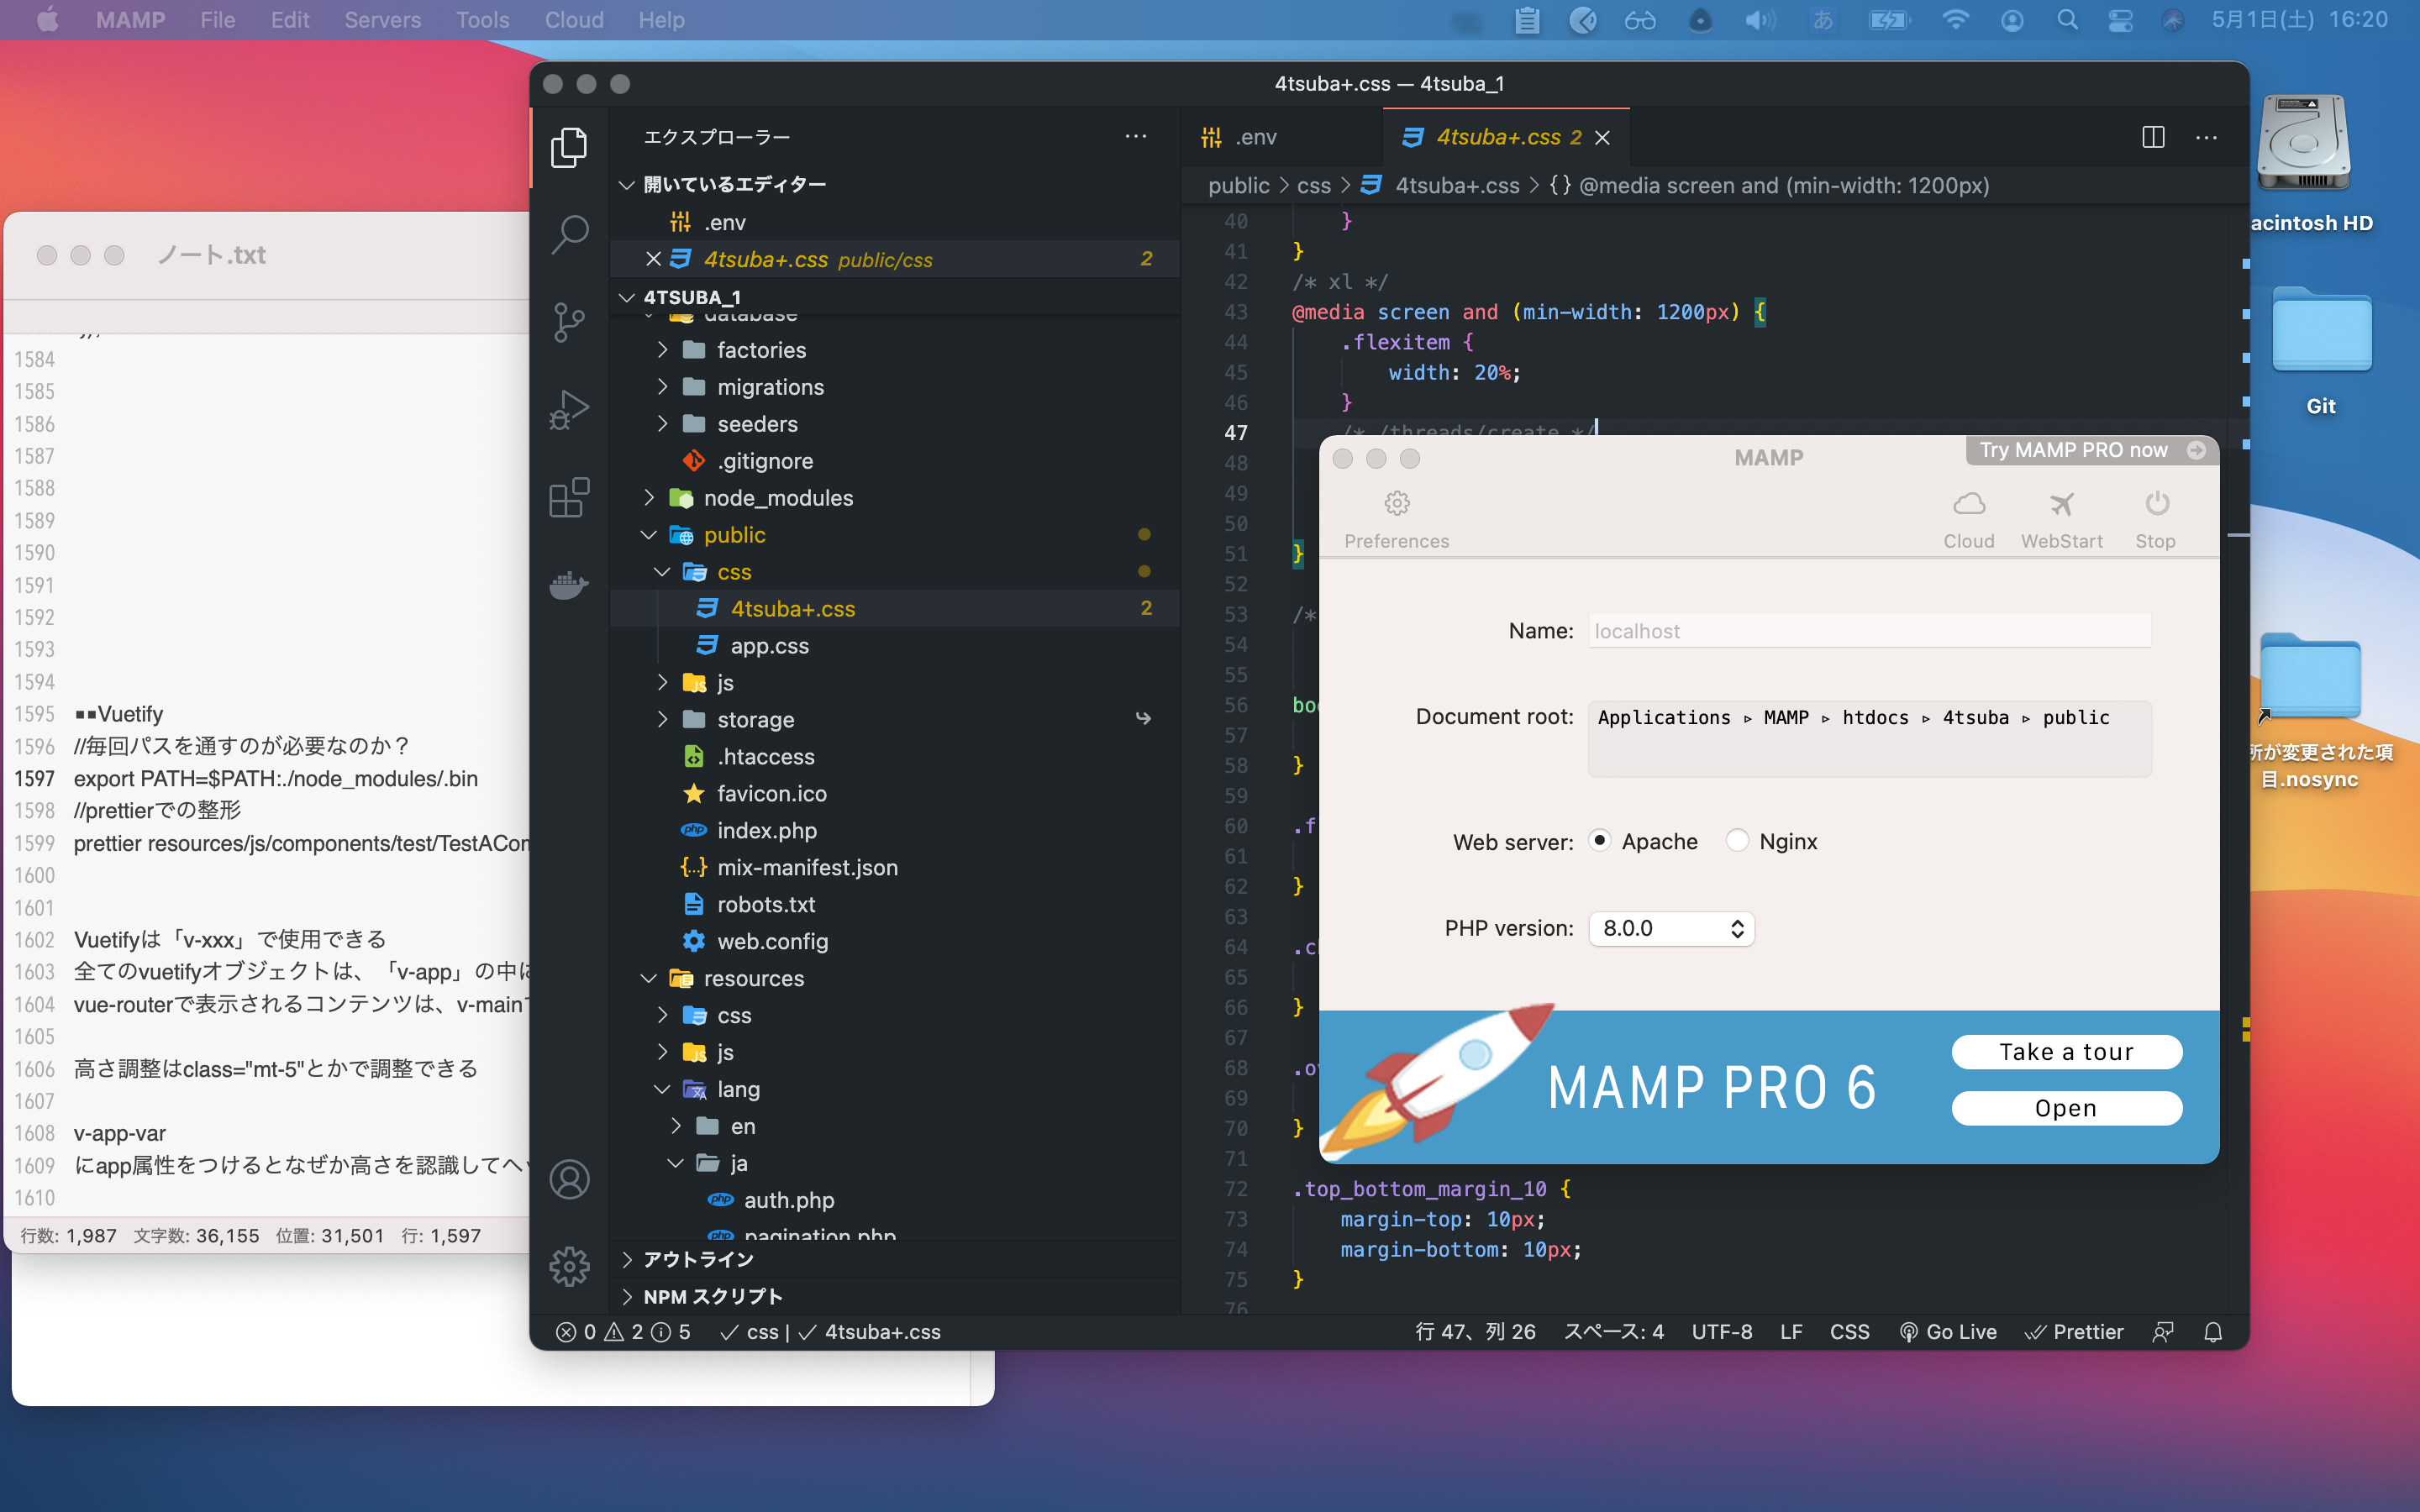 MAMP File Edit Servers Tools Cloud Help
あ 5月1日(土) 16:20
ノート.txt
1584
1585
1586
1587
1588
1589
1590
1591
1592
1593
1594
1595 ■■Vuetify
1596 //毎回パスを通すのが必要なのか？
1597 export PATH=$PATH:./node_modules/.bin
1598 //prettierでの整形
1599 prettier resources/js/components/test/TestACon
1600
1601
1602 Vuetifyは「v-xxx」で使用できる
1603 全てのvuetifyオブジェクトは、「v-app」の中に
1604 vue-routerで表示されるコンテンツは、v-mainで
1605
1606 高さ調整はclass="mt-5"とかで調整できる
1607
1608 v-app-var
1609 にapp属性をつけるとなぜか高さを認識してヘ
1610
行数: 1,987 文字数: 36,155 位置: 31,501 行: 1,597
4tsuba+.css — 4tsuba_1
エクスプローラー
開いているエディター
.env
4tsuba+.css public/css 2
4TSUBA_1
database
factories
migrations
seeders
.gitignore
node_modules
public
css
4tsuba+.css 2
app.css
js
storage
.htaccess
favicon.ico
index.php
mix-manifest.json
robots.txt
web.config
resources
css
js
lang
en
ja
auth.php
pagination.php
アウトライン
NPM スクリプト
.env
4tsuba+.css 2
public > css > 4tsuba+.css > {} @media screen and (min-width: 1200px)
40 }
41 }
42 /* xl */
43 @media screen and (min-width: 1200px) {
44 .flexitem {
45 width: 20%;
46 }
47 /* /threads/create */
48
49
50
51 }
52
53 /*
54
55
56 bo
57
58 }
59
60 .f
61
62 }
63
64 .c
65
66 }
67
68 .o
69
70 }
71
72 .top_bottom_margin_10 {
73 margin-top: 10px;
74 margin-bottom: 10px;
75 }
76
0 2 5 css | 4tsuba+.css 行 47、列 26 スペース: 4 UTF-8 LF CSS Go Live Prettier
MAMP
Try MAMP PRO now
Preferences Cloud WebStart Stop
Name: localhost
Document root: Applications ▹ MAMP ▹ htdocs ▹ 4tsuba ▹ public
Web server: Apache Nginx
PHP version: 8.0.0
MAMP PRO 6
Take a tour
Open
acintosh HD
Git
所が変更された項
目.nosync